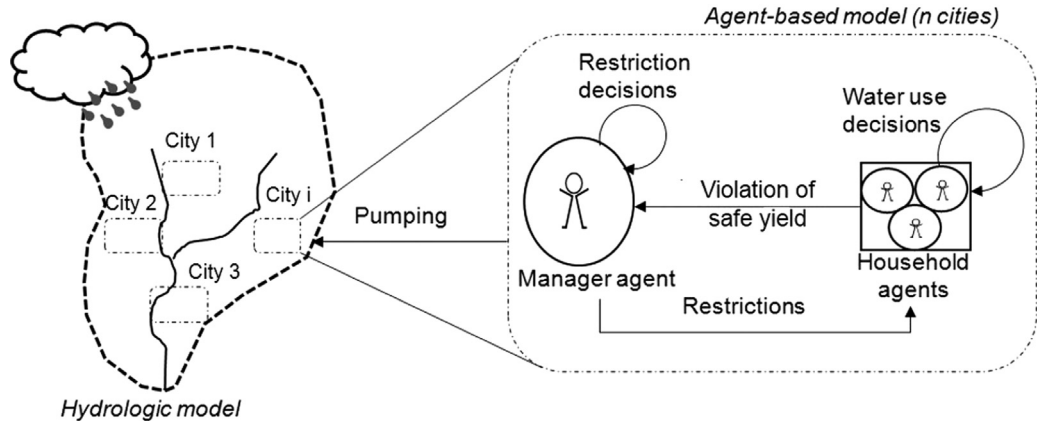 Agent-based model (n cities)
Restriction
decisions
Water use
decisions
City 1
City 2
City i
Pumping
Violation of
safe yield
City 3
Manager agent
Household
agents
Restrictions
Hydrologic model